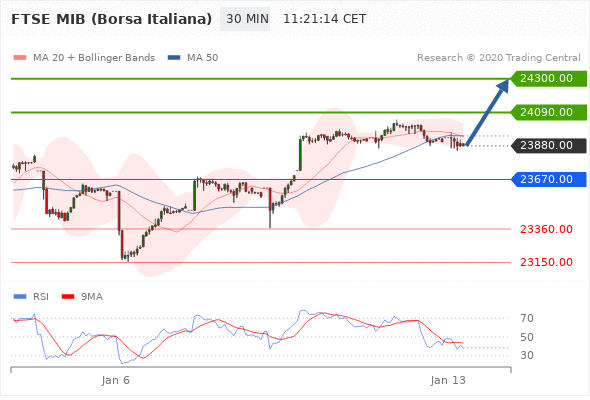 FTSE MIB (Borsa Italiana) 30 MIN 11:21:14 CET
MA 20 + Bollinger Bands MA 50 Research © 2020 Trading Central
24300.00
24090.00
23880.00
23670.00
23360.00
23150.00
RSI 9MA
70
50
30
Jan 6 Jan 13